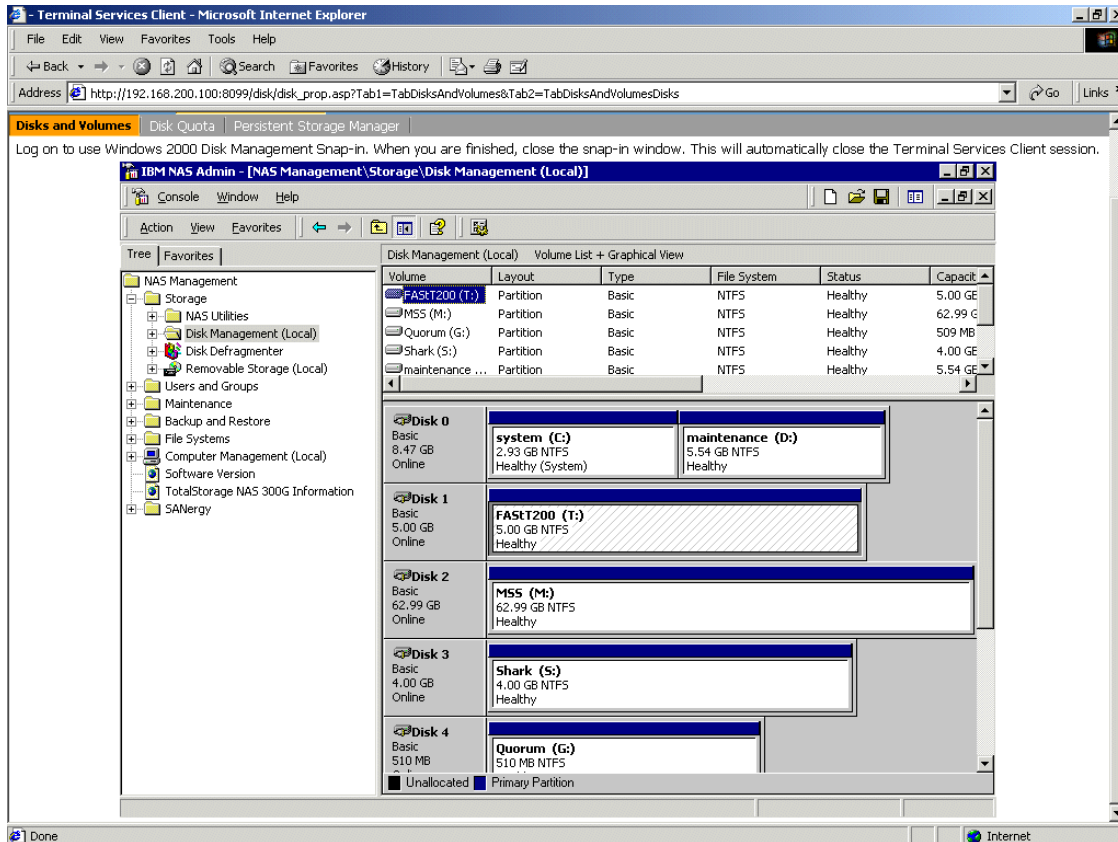 - Terminal Services Client - Microsoft Internet Explorer
File Edit View Favorites Tools Help
Back Search Favorites History
Address http://192.168.200.100:8099/disk/disk_prop.asp?Tab1=TabDisksAndVolumes&Tab2=TabDisksAndVolumesDisks Go Links
Disks and Volumes Disk Quota Persistent Storage Manager
Log on to use Windows 2000 Disk Management Snap-in. When you are finished, close the snap-in window. This will automatically close the Terminal Services Client session.
IBM NAS Admin - [NAS Management\Storage\Disk Management (Local)]
Console Window Help
Action View Favorites
Tree Favorites
NAS Management
Storage
NAS Utilities
Disk Management (Local)
Disk Defragmenter
Removable Storage (Local)
Users and Groups
Maintenance
Backup and Restore
File Systems
Computer Management (Local)
Software Version
TotalStorage NAS 300G Information
SANergy
Disk Management (Local) Volume List + Graphical View
Volume Layout Type File System Status Capacit
FAStT200 (T:) Partition Basic NTFS Healthy 5.00 GE
MSS (M:) Partition Basic NTFS Healthy 62.99 G
Quorum (G:) Partition Basic NTFS Healthy 509 MB
Shark (S:) Partition Basic NTFS Healthy 4.00 GE
maintenance ... Partition Basic NTFS Healthy 5.54 GE
Disk 0
Basic
8.47 GB
Online
system (C:)
2.93 GB NTFS
Healthy (System)
maintenance (D:)
5.54 GB NTFS
Healthy
Disk 1
Basic
5.00 GB
Online
FAStT200 (T:)
5.00 GB NTFS
Healthy
Disk 2
Basic
62.99 GB
Online
MSS (M:)
62.99 GB NTFS
Healthy
Disk 3
Basic
4.00 GB
Online
Shark (S:)
4.00 GB NTFS
Healthy
Disk 4
Basic
510 MB
Quorum (G:)
510 MB NTFS
Unallocated Primary Partition
Done Internet